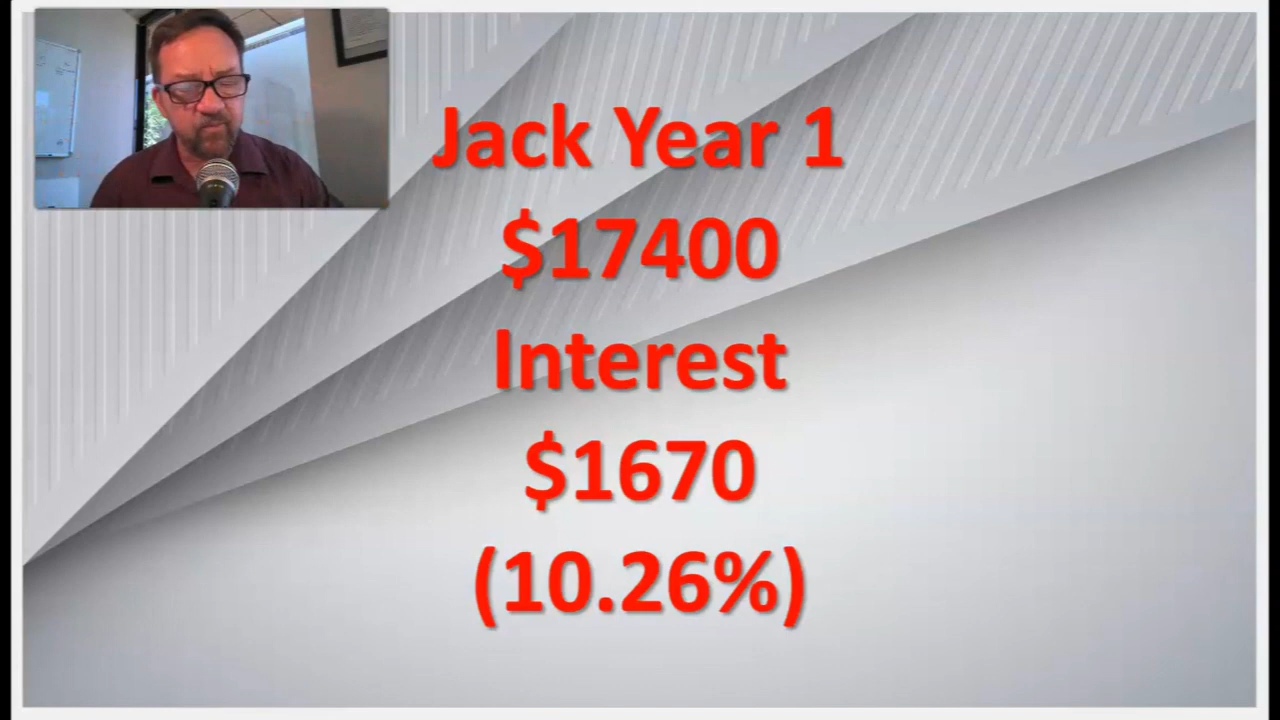 Jack Year 1
$17400
Interest
$1670
(10.26%)